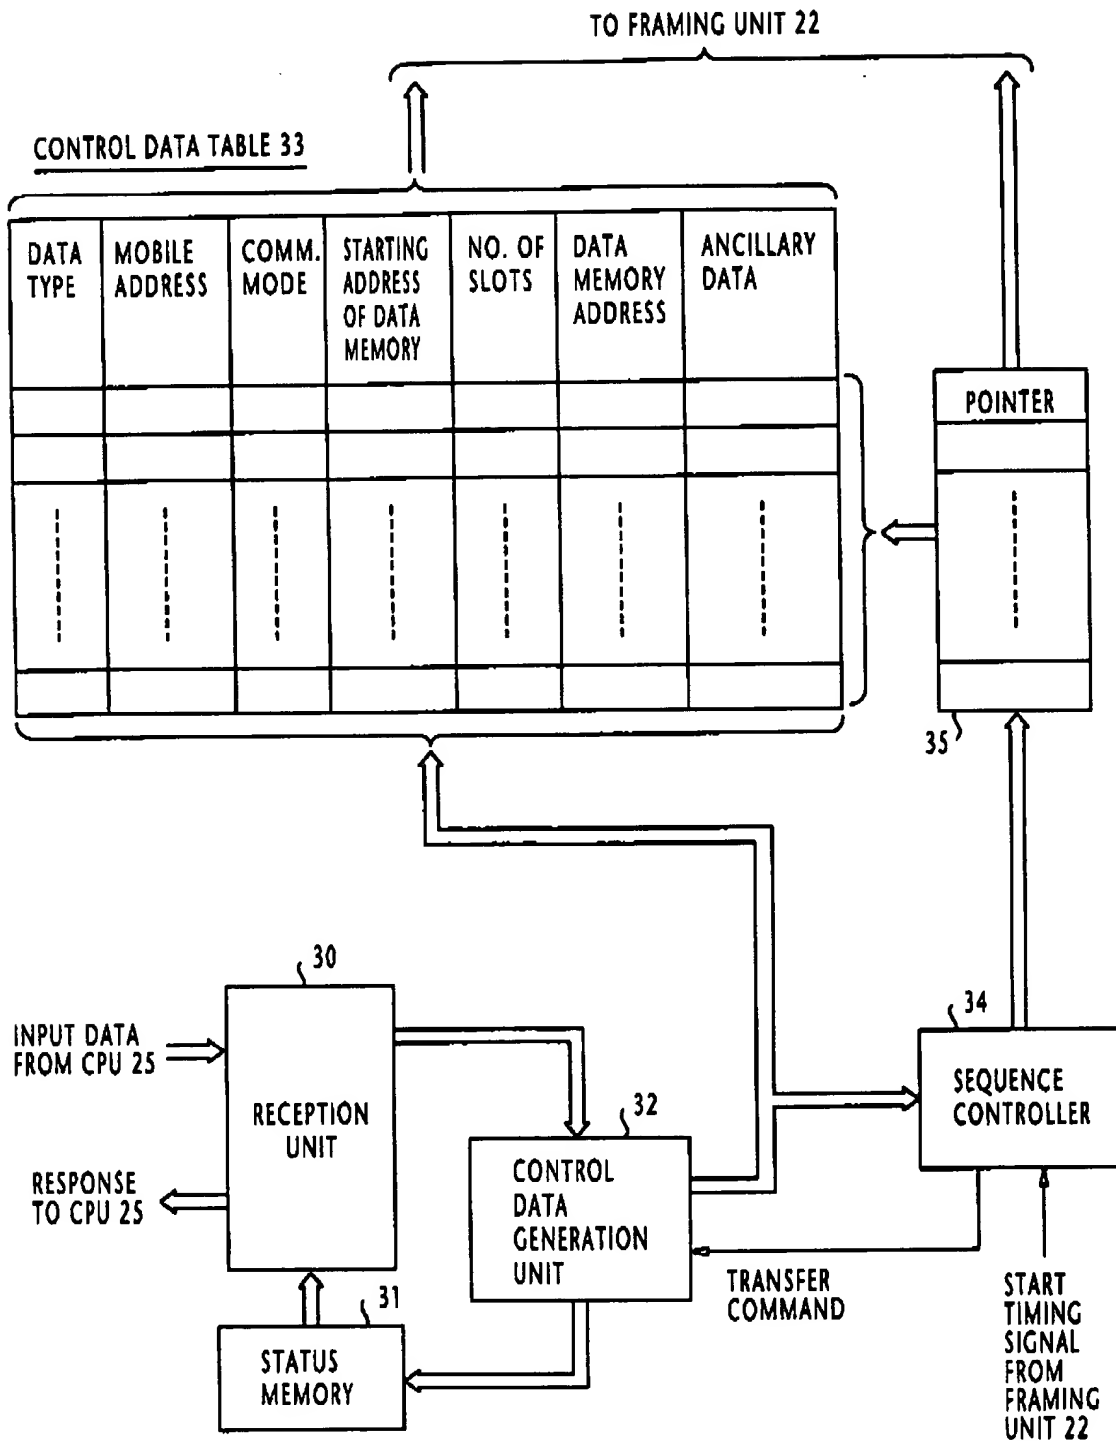 TO FRAMING UNIT 22
CONTROL DATA TABLE 33
DATA
TYPE
MOBILE
ADDRESS
COMM.
MODE
STARTING
ADDRESS
OF DATA
MEMORY
NO. OF
SLOTS
DATA
MEMORY
ADDRESS
ANCILLARY
DATA
POINTER
35
30
INPUT DATA
FROM CPU 25
RECEPTION
UNIT
RESPONSE
TO CPU 25
32
CONTROL
DATA
GENERATION
UNIT
34
SEQUENCE
CONTROLLER
TRANSFER
COMMAND
31
STATUS
MEMORY
START
TIMING
SIGNAL
FROM
FRAMING
UNIT 22